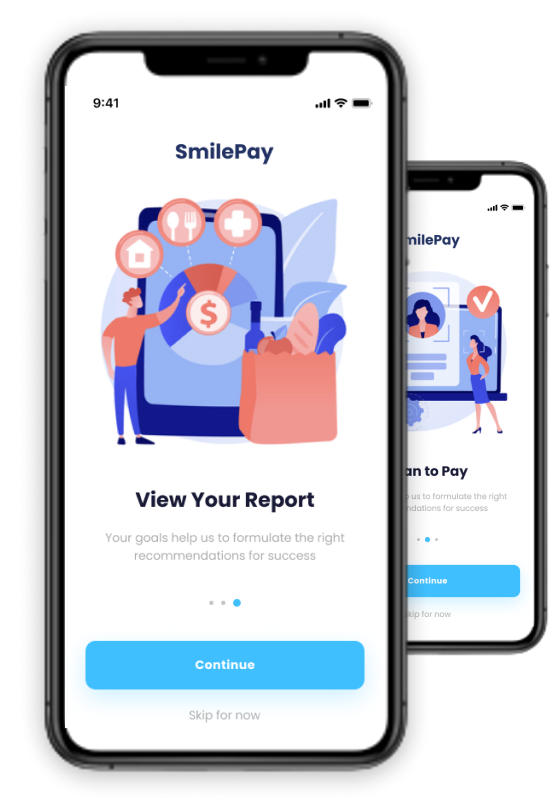 9:41
SmilePay
$
View Your Report
Your goals help us to formulate the right
recommendations for success
Continue
Skip for now
milePay
an to Pay
us to formulate the right
ndations for success
Continue
kip for now